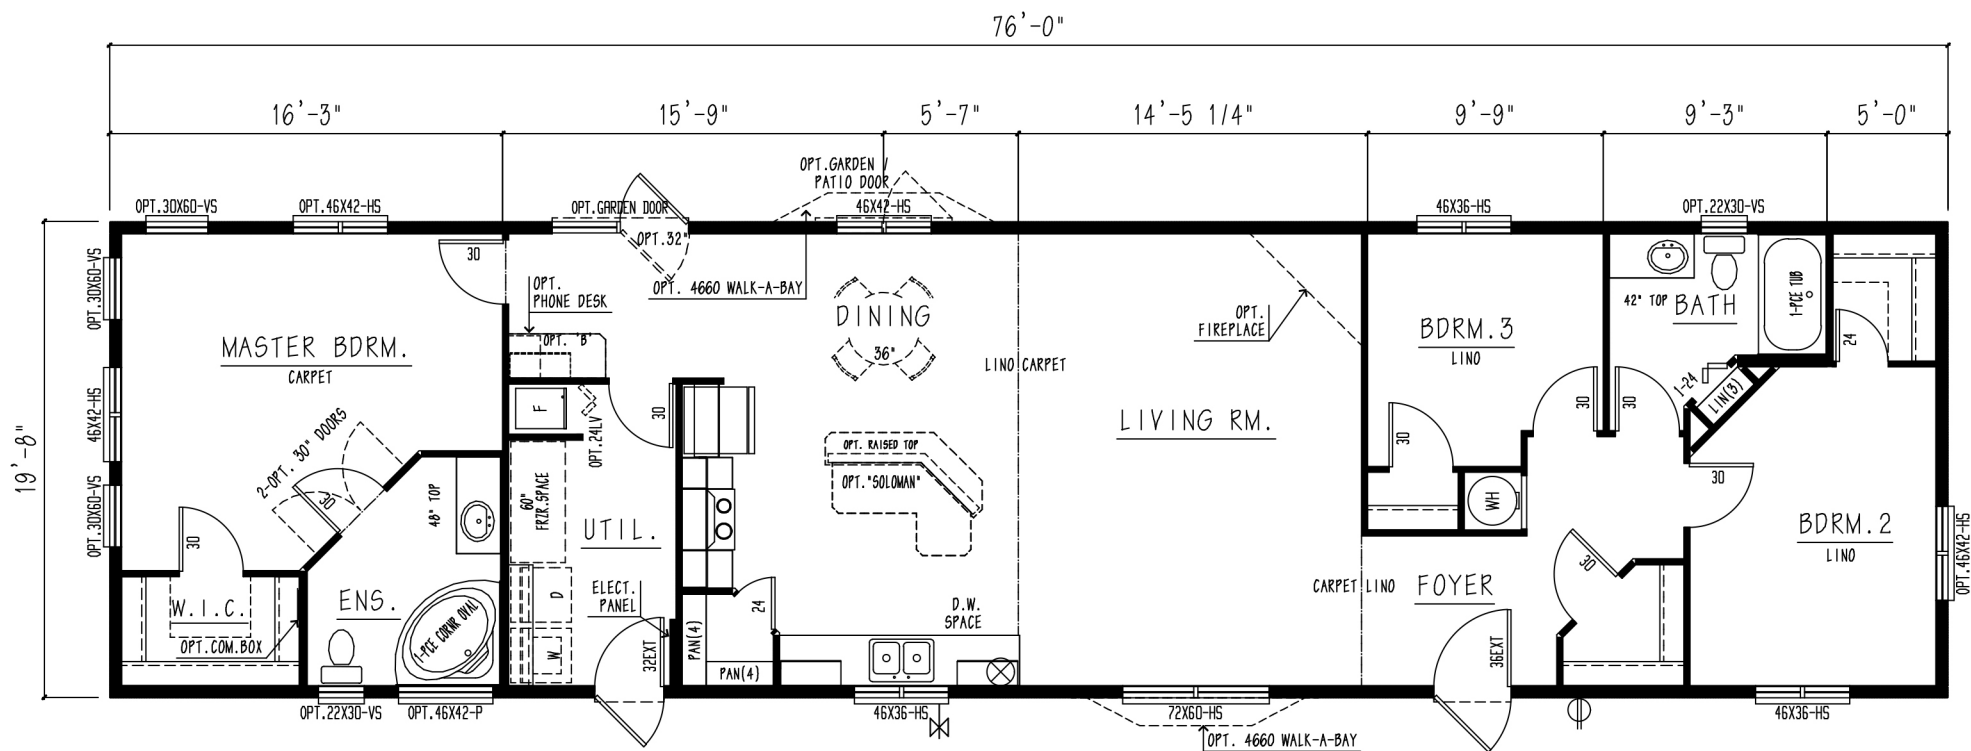 76'-0"
16'-3"
15'-9"
5'-7"
14'-5 1/4"
9'-9"
9'-3"
5'-0"
19'-8"
OPT.GARDEN /
PATIO DOOR
OPT.30X60-VS
OPT.46X42-HS
OPT.GARDEN DOOR
46X42-HS
46X36-HS
OPT.22X30-VS
OPT.32"
30
OPT.30X60-VS
OPT.
PHONE DESK
OPT. 4660 WALK-A-BAY
OPT. 'B'
DINING
36"
LINO CARPET
OPT.
FIREPLACE
BDRM.3
LINO
42" TOP
BATH
1-PCE TUB
24
MASTER BDRM.
CARPET
46X42-HS
2-OPT. 30" DOORS
30
F
OPT.24LV
30
LIVING RM.
30
30
30
1-24
LIN(3)
OPT. RAISED TOP
OPT."SOLOMAN"
OPT.30X60-VS
30
48" TOP
60"
FRZR.SPACE
UTIL.
WH
30
BDRM.2
LINO
OPT.46X42-HS
W.I.C.
OPT.COM.BOX
ENS.
1-PCE CORNR OVAL
D
W
ELECT.
PANEL
32EXT
PAN(4)
PAN(4)
24
D.W.
SPACE
CARPET LINO
FOYER
30
36EXT
OPT.22X30-VS
OPT.46X42-P
46X36-HS
72X60-HS
46X36-HS
OPT. 4660 WALK-A-BAY